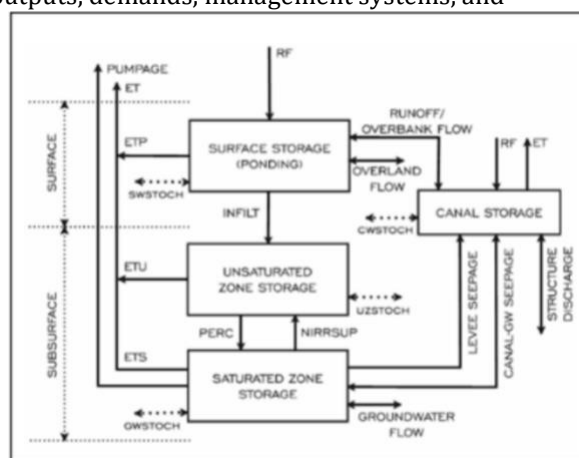 outputs, demands, management systems, and
PUMPAGE
RF
ET
SURFACE
ETP
SURFACE STORAGE
(PONDING)
RUNOFF/
OVERBANK FLOW
RF
ET
OVERLAND
FLOW
SWSTOCH
CANAL STORAGE
INFILT
CWSTOCH
SUBSURFACE
ETU
UNSATURATED
ZONE STORAGE
UZSTOCH
LEVEE SEEPAGE
CANAL-GW SEEPAGE
STRUCTURE
DISCHARGE
PERC
NIRRSUP
ETS
SATURATED ZONE
STORAGE
GWSTOCH
GROUNDWATER
FLOW